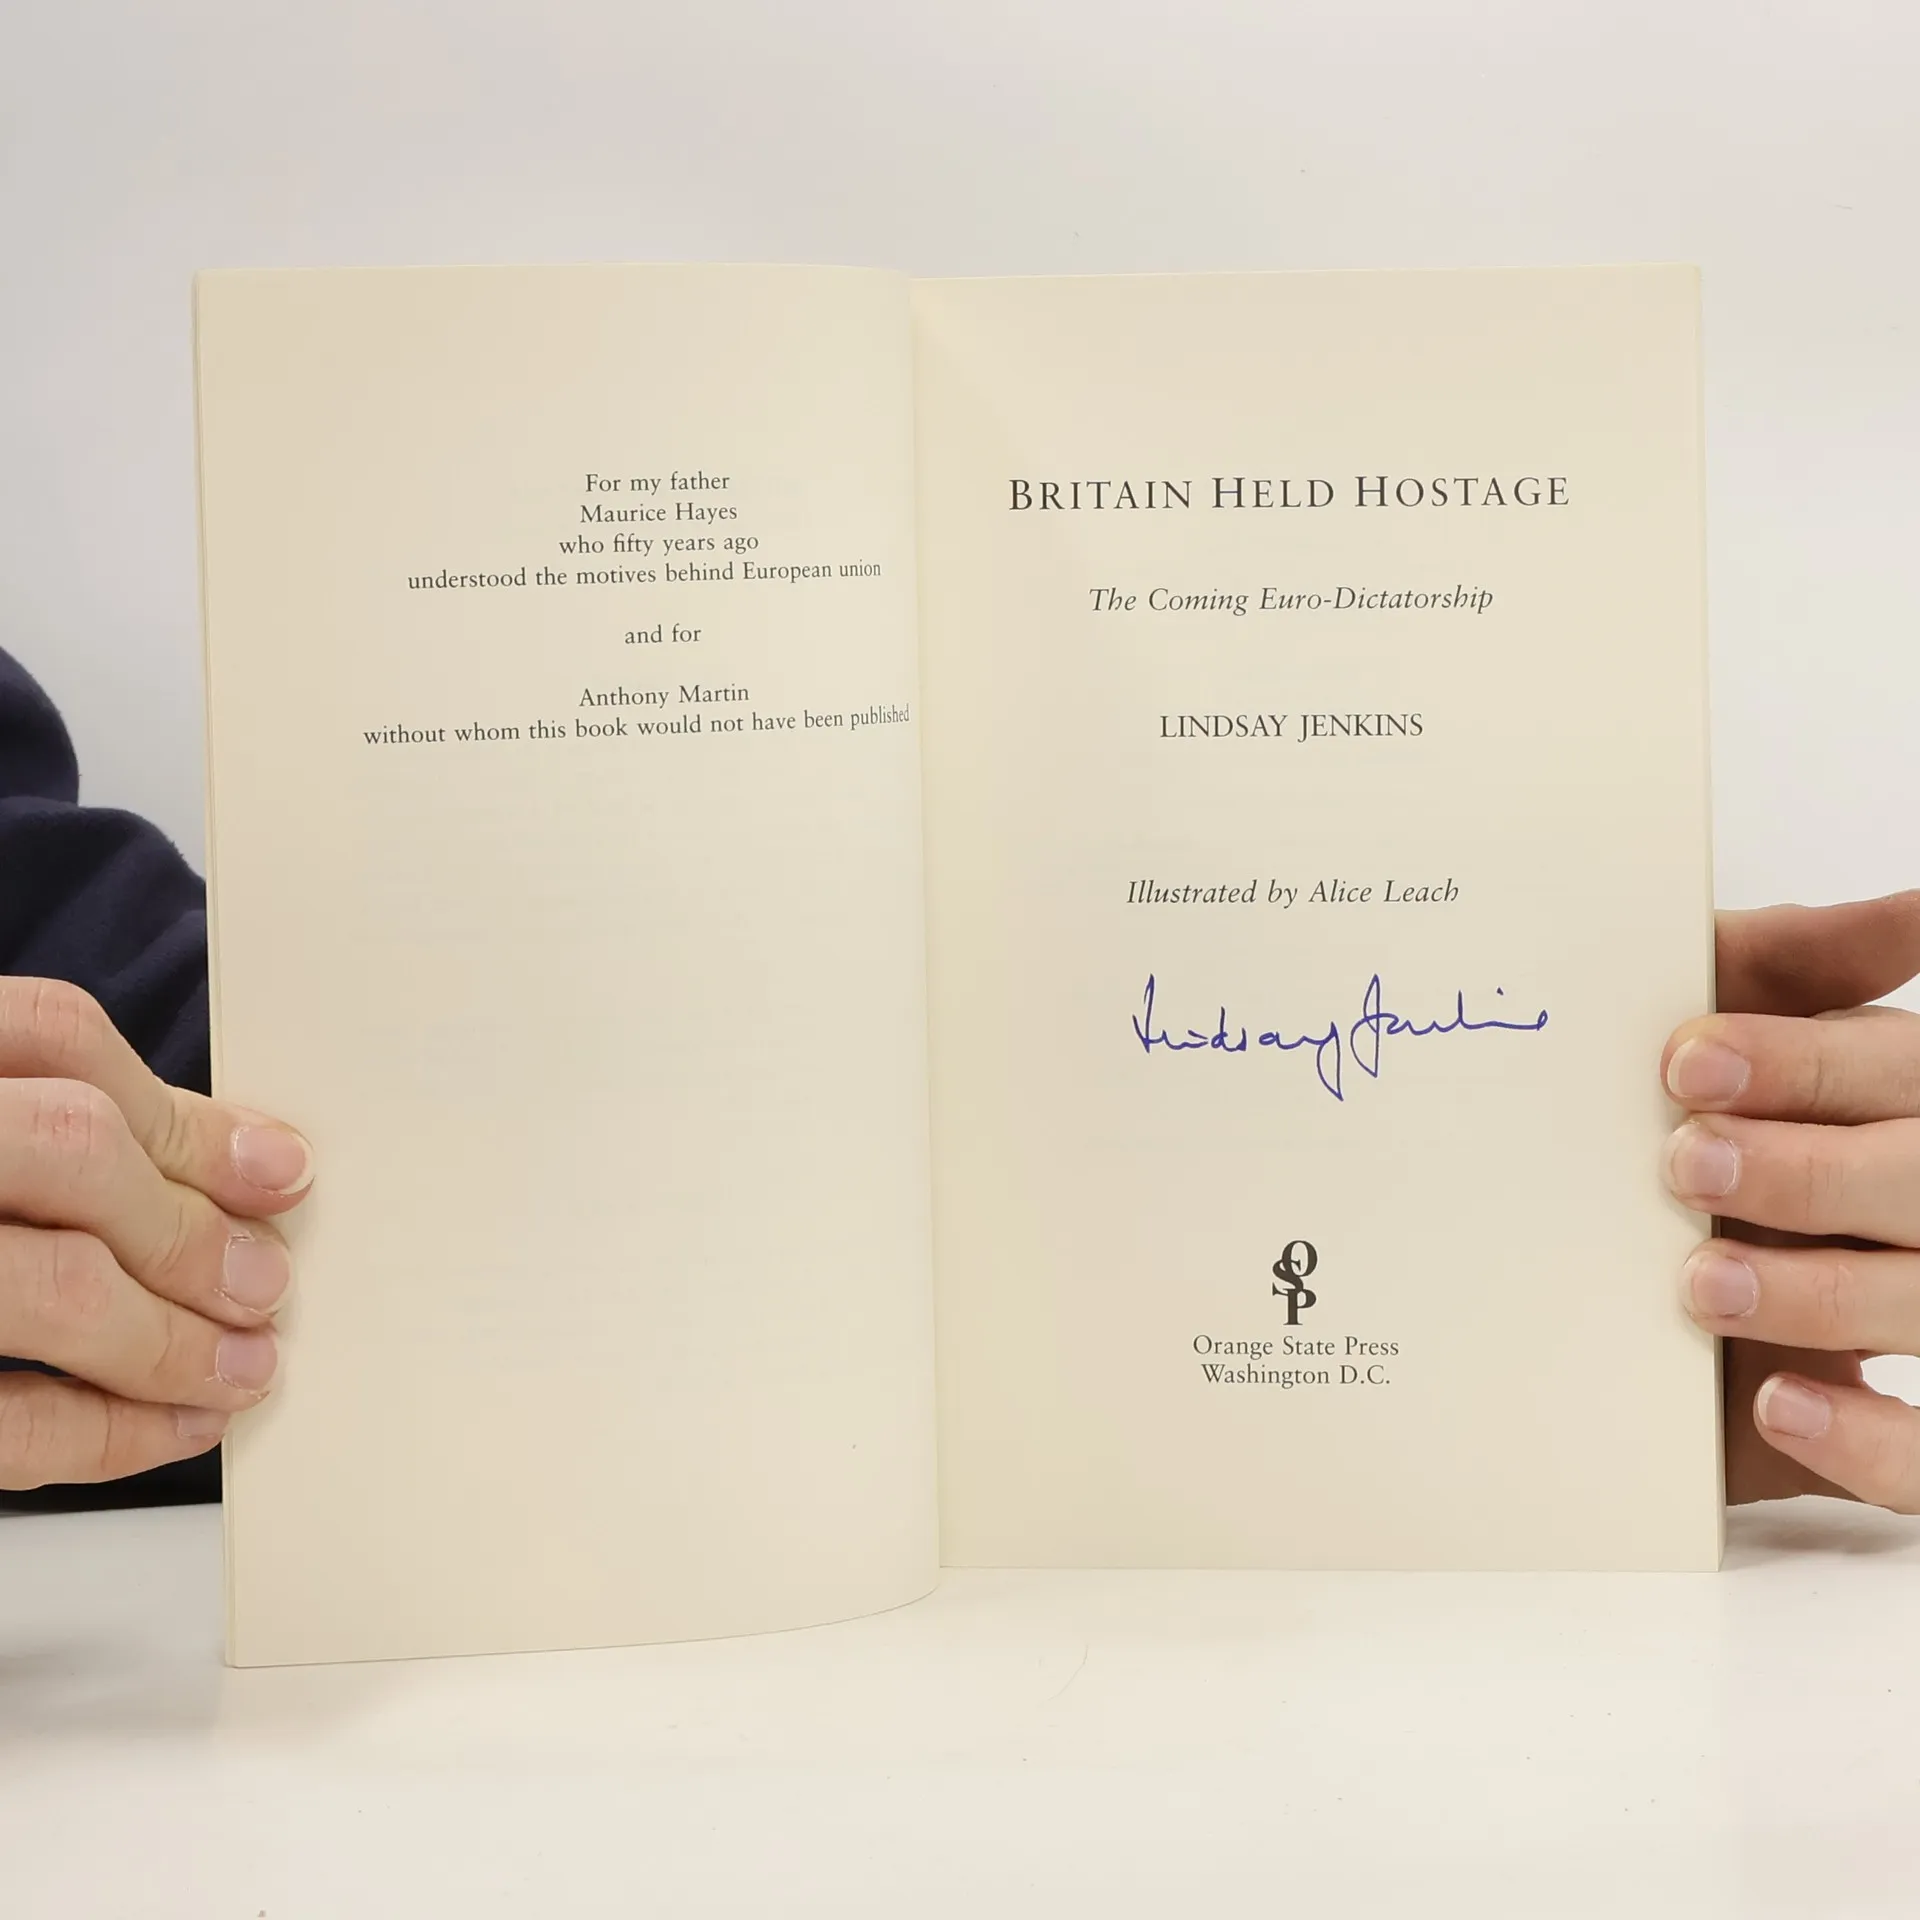 For my father
Maurice Hayes
who fifty years ago
understood the motives behind European union
and for
Anthony Martin
without whom this book would not have been published
BRITAIN HELD HOSTAGE
The Coming Euro-Dictatorship
LINDSAY JENKINS
Illustrated by Alice Leach
Lindsay Jenkins
OSP
Orange State Press
Washington D.C.